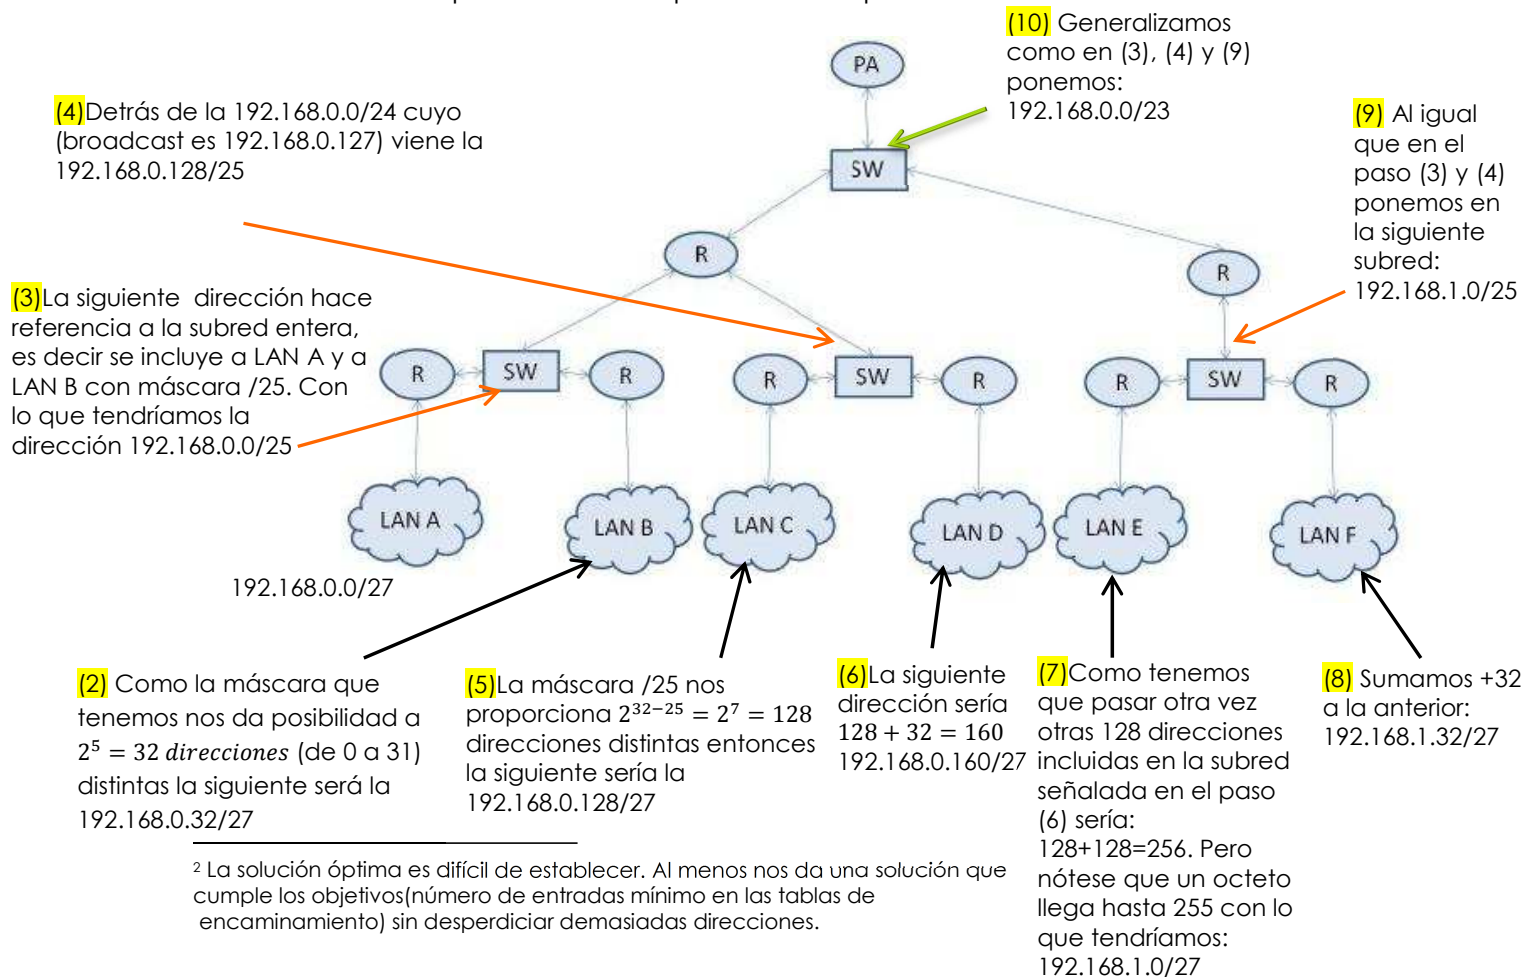 (10) Generalizamos
como en (3), (4) y (9)
ponemos:
192.168.0.0/23
PA
(4)Detrás de la 192.168.0.0/24 cuyo
(broadcast es 192.168.0.127) viene la
192.168.0.128/25
(9) Al igual
que en el
paso (3) y (4)
ponemos en
la siguiente
subred:
192.168.1.0/25
SW
R
R
(3)La siguiente dirección hace
referencia a la subred entera,
es decir se incluye a LAN A y a
LAN B con máscara /25. Con
lo que tendríamos la
dirección 192.168.0.0/25
R
SW
R
R
SW
R
R
SW
R
LAN A
LAN B
LAN C
LAN D
LAN E
LAN F
192.168.0.0/27
(2) Como la máscara que
tenemos nos da posibilidad a
2⁵ = 32 direcciones (de 0 a 31)
distintas la siguiente será la
192.168.0.32/27
(5)La máscara /25 nos
proporciona 2³²⁻²⁵ = 2⁷ = 128
direcciones distintas entonces
la siguiente sería la
192.168.0.128/27
(6)La siguiente
dirección sería
128 + 32 = 160
192.168.0.160/27
(7)Como tenemos
que pasar otra vez
otras 128 direcciones
incluidas en la subred
señalada en el paso
(6) sería:
128+128=256. Pero
nótese que un octeto
llega hasta 255 con lo
que tendríamos:
192.168.1.0/27
(8) Sumamos +32
a la anterior:
192.168.1.32/27
² La solución óptima es difícil de establecer. Al menos nos da una solución que
cumple los objetivos(número de entradas mínimo en las tablas de
encaminamiento) sin desperdiciar demasiadas direcciones.